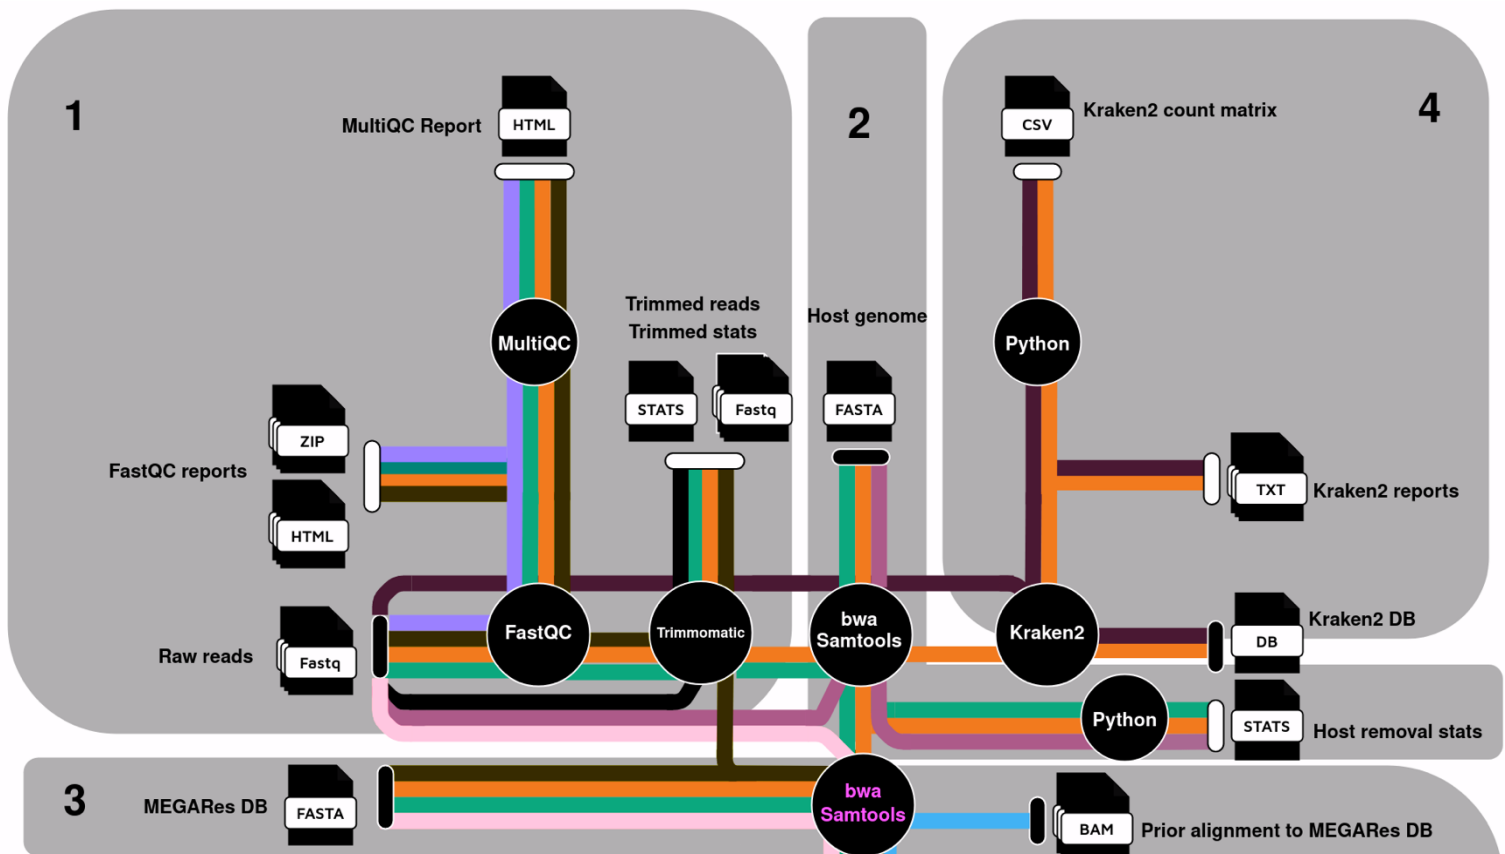 1
MultiQC Report
HTML
2
Kraken2 count matrix
CSV
4
MultiQC
Trimmed reads
Trimmed stats
STATS
Fastq
Host genome
FASTA
Python
FastQC reports
ZIP
HTML
TXT
Kraken2 reports
Raw reads
Fastq
FastQC
Trimmomatic
bwa
Samtools
Kraken2
Kraken2 DB
DB
Python
STATS
Host removal stats
3
MEGARes DB
FASTA
bwa
Samtools
BAM
Prior alignment to MEGARes DB